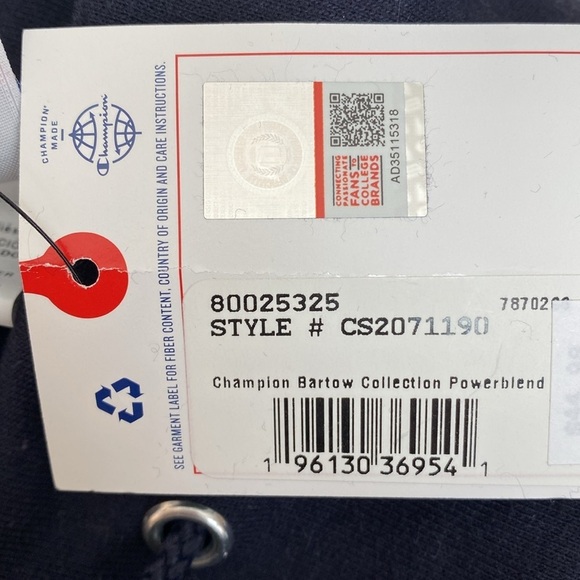 CHAMPION®
MADE
Champion
SEE GARMENT LABEL FOR FIBER CONTENT, COUNTRY OF ORIGIN AND CARE INSTRUCTIONS.
CONNECTING
PASSIONATE
FANS TO
COLLEGE
BRANDS
AD35115318
80025325
STYLE # CS2071190
Champion Bartow Collection Powerblend
1 96130 36954 1